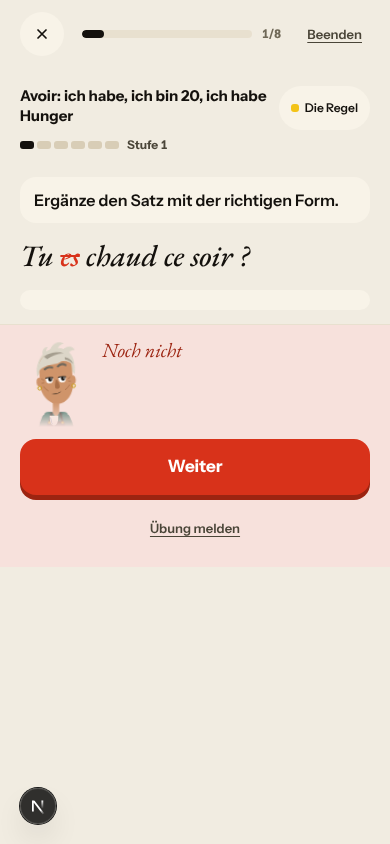 × 1/8 Beenden
Avoir: ich habe, ich bin 20, ich habe
Hunger
Die Regel
Stufe 1
Ergänze den Satz mit der richtigen Form.
Tu es chaud ce soir ?
Noch nicht
Weiter
Übung melden
N